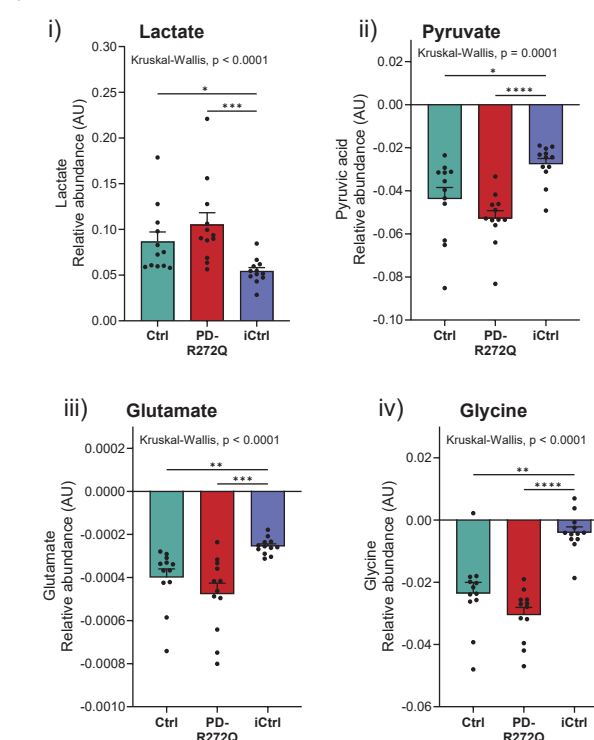 i) Lactate
Kruskal-Wallis, p < 0.0001
*
***
Lactate
Relative abundance (AU)
0.30
0.25
0.20
0.15
0.10
0.05
0.00
Ctrl PD- iCtrl
R272Q
ii) Pyruvate
Kruskal-Wallis, p = 0.0001
*
****
Pyruvic acid
Relative abundance (AU)
0.02
0.00
-0.02
-0.04
-0.06
-0.08
-0.10
Ctrl PD- iCtrl
R272Q
iii) Glutamate
Kruskal-Wallis, p < 0.0001
**
***
Glutamate
Relative abundance (AU)
0.0002
0.0000
-0.0002
-0.0004
-0.0006
-0.0008
-0.0010
Ctrl PD- iCtrl
R272Q
iv) Glycine
Kruskal-Wallis, p < 0.0001
**
****
Glycine
Relative abundance (AU)
0.02
0.00
-0.02
-0.04
-0.06
Ctrl PD- iCtrl
R272Q